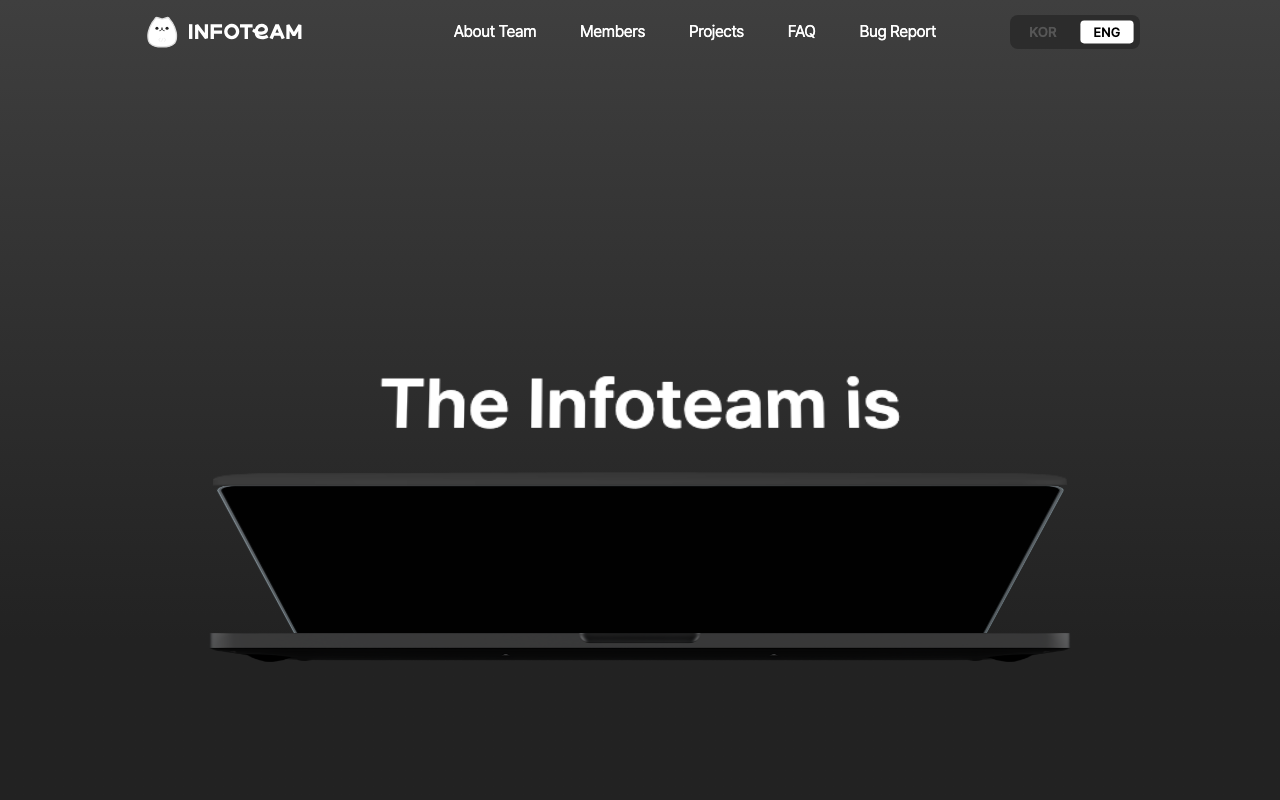 INFOTEAM
About Team
Members
Projects
FAQ
Bug Report
KOR
ENG
The Infoteam is